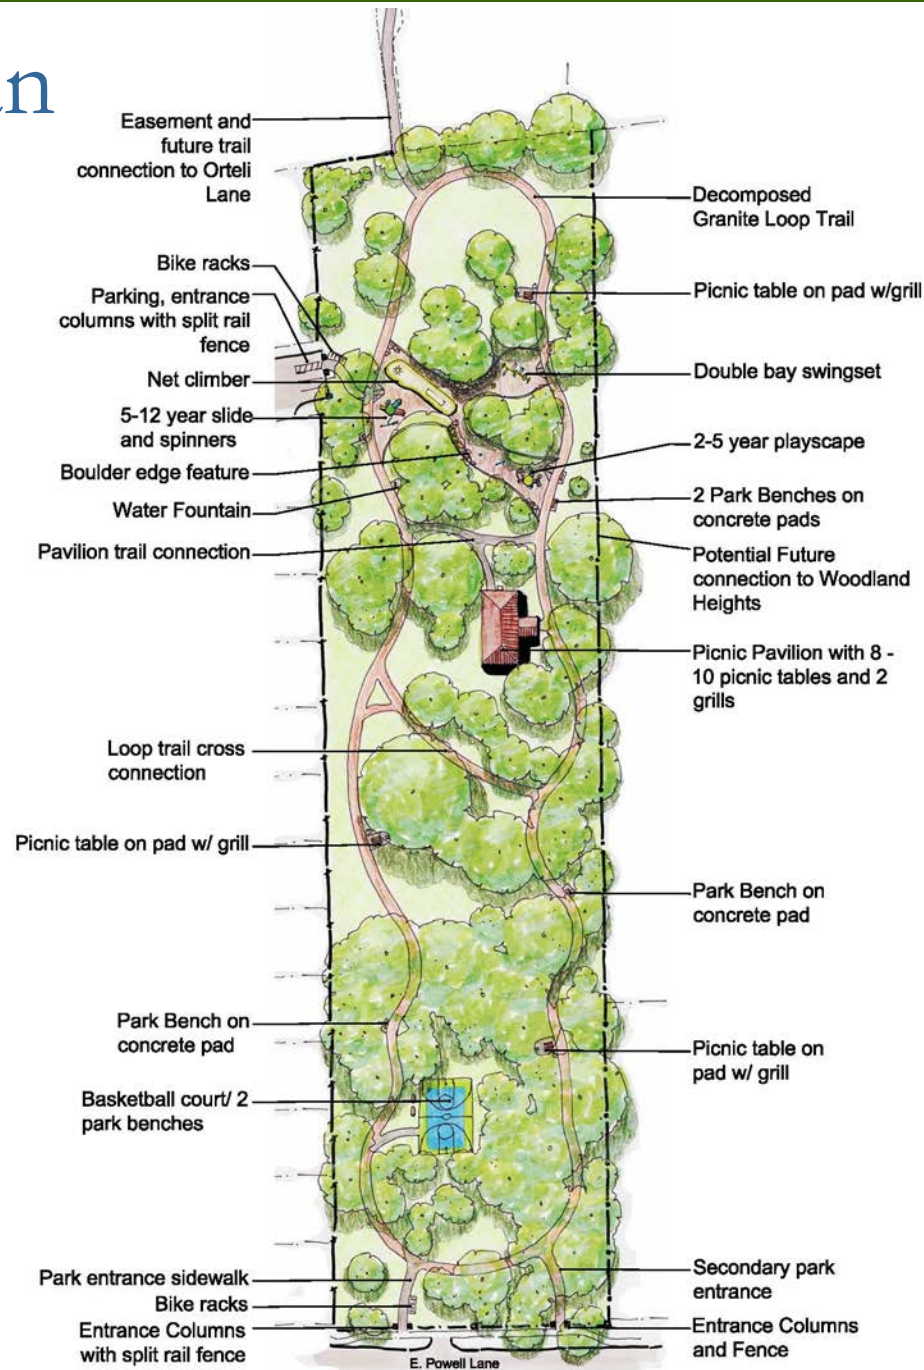 an
Easement and
future trail
connection to Orteli
Lane
Bike racks
Parking, entrance
columns with split rail
fence
Net climber
5-12 year slide
and spinners
Boulder edge feature
Water Fountain
Pavilion trail connection
Loop trail cross
connection
Picnic table on pad w/ grill
Park Bench on
concrete pad
Basketball court/ 2
park benches
Park entrance sidewalk
Bike racks
Entrance Columns
with split rail fence
Decomposed
Granite Loop Trail
Picnic table on pad w/grill
Double bay swingset
2-5 year playscape
2 Park Benches on
concrete pads
Potential Future
connection to Woodland
Heights
Picnic Pavilion with 8 -
10 picnic tables and 2
grills
Park Bench on
concrete pad
Picnic table on
pad w/ grill
Secondary park
entrance
Entrance Columns
and Fence
E. Powell Lane